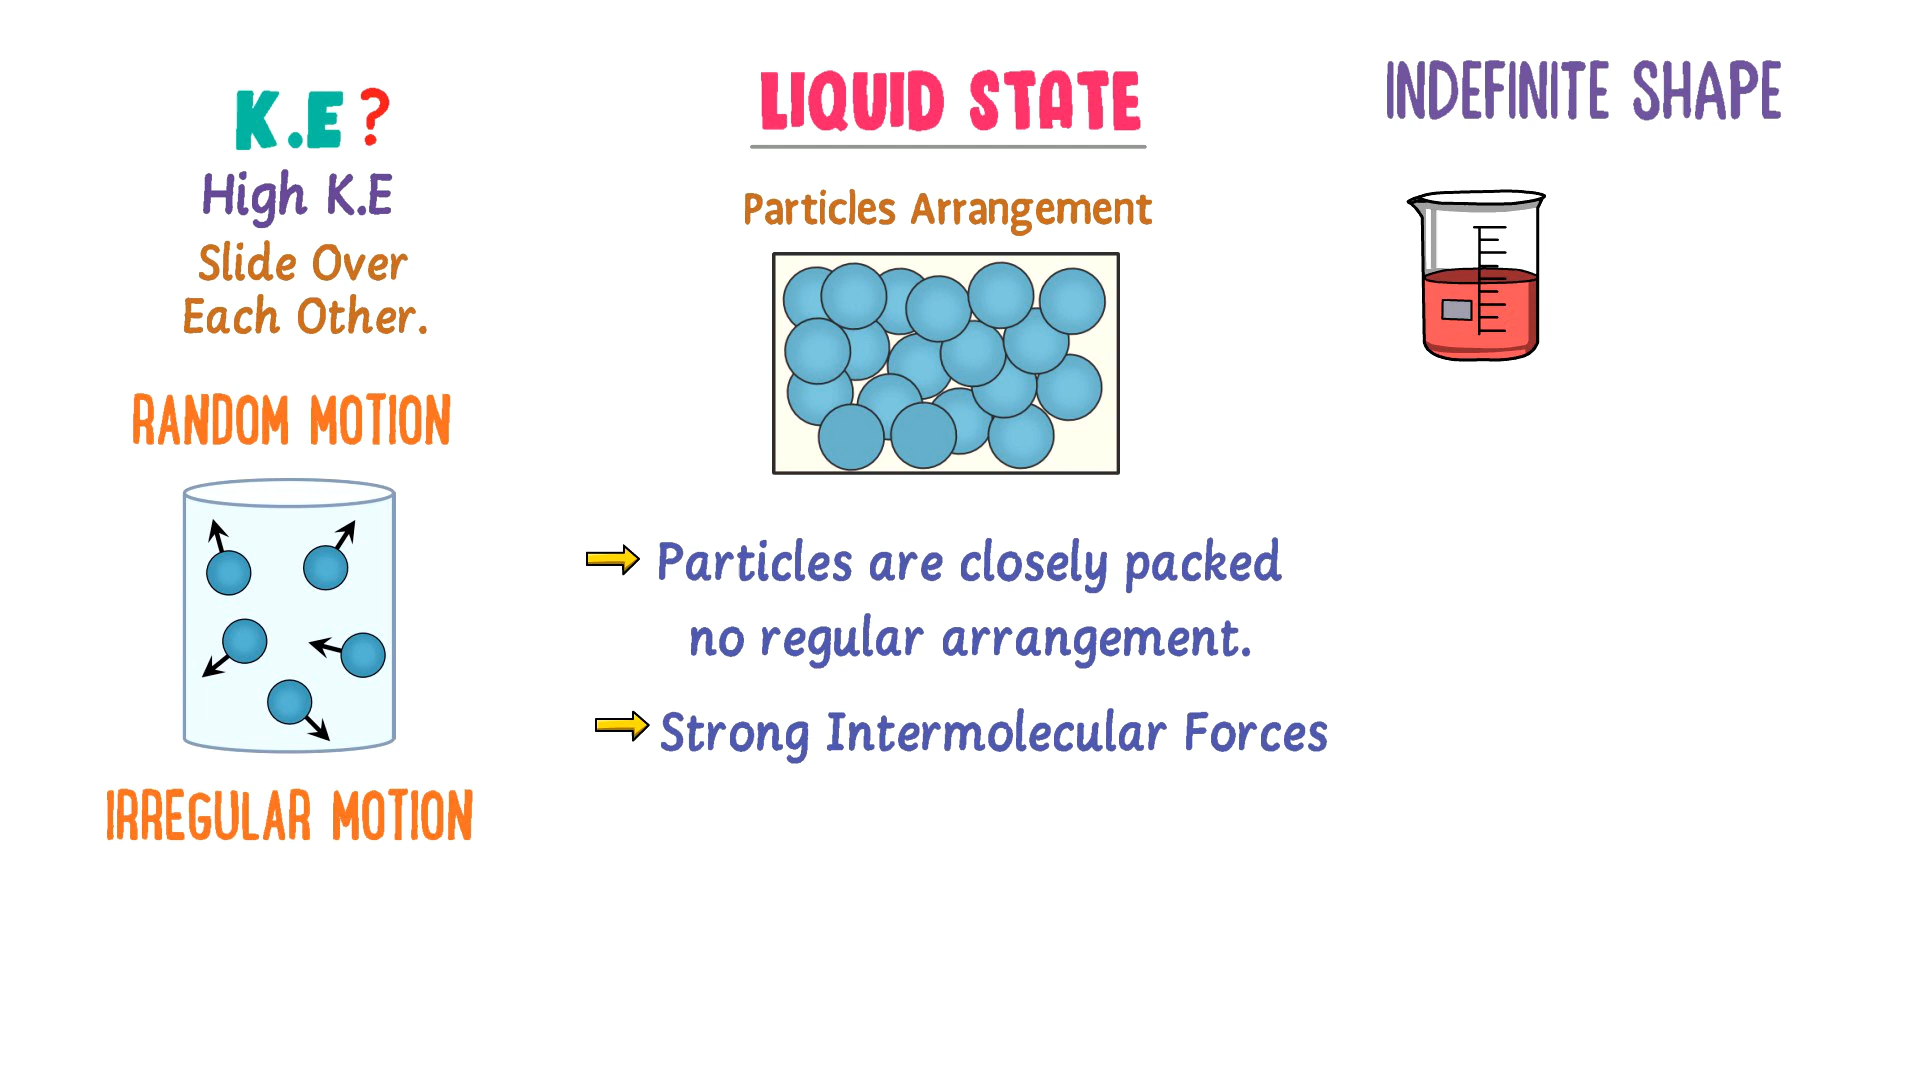 K.E?
High K.E
Slide Over
Each Other.
RANDOM MOTION
IRREGULAR MOTION
LIQUID STATE
Particles Arrangement
Particles are closely packed
no regular arrangement.
Strong Intermolecular Forces
INDEFINITE SHAPE